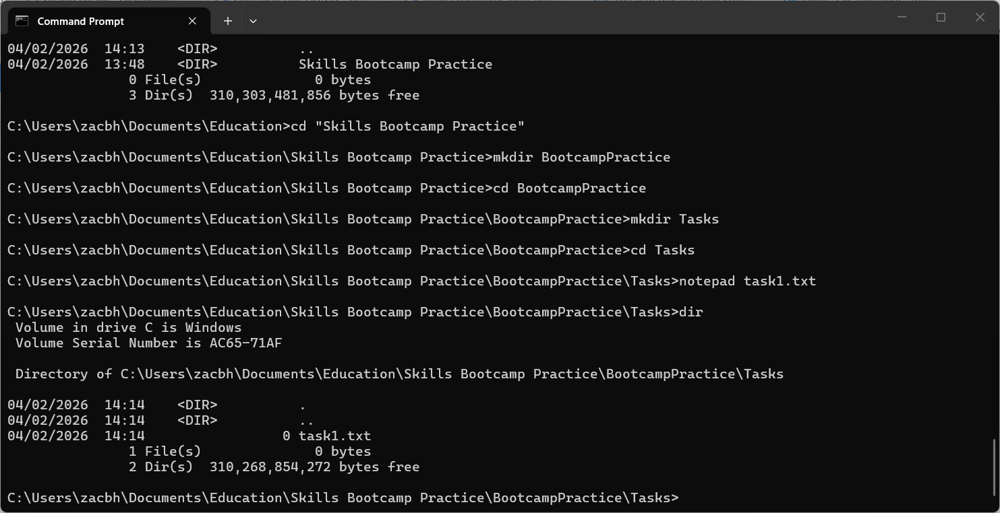 Command Prompt
04/02/2026  14:13    <DIR>          ..
04/02/2026  13:48    <DIR>          Skills Bootcamp Practice
               0 File(s)              0 bytes
               3 Dir(s)  310,303,481,856 bytes free
C:\Users\zacbh\Documents\Education>cd "Skills Bootcamp Practice"
C:\Users\zacbh\Documents\Education\Skills Bootcamp Practice>mkdir BootcampPractice
C:\Users\zacbh\Documents\Education\Skills Bootcamp Practice>cd BootcampPractice
C:\Users\zacbh\Documents\Education\Skills Bootcamp Practice\BootcampPractice>mkdir Tasks
C:\Users\zacbh\Documents\Education\Skills Bootcamp Practice\BootcampPractice>cd Tasks
C:\Users\zacbh\Documents\Education\Skills Bootcamp Practice\BootcampPractice\Tasks>notepad task1.txt
C:\Users\zacbh\Documents\Education\Skills Bootcamp Practice\BootcampPractice\Tasks>dir
 Volume in drive C is Windows
 Volume Serial Number is AC65-71AF
 Directory of C:\Users\zacbh\Documents\Education\Skills Bootcamp Practice\BootcampPractice\Tasks
04/02/2026  14:14    <DIR>          .
04/02/2026  14:14    <DIR>          ..
04/02/2026  14:14                 0 task1.txt
               1 File(s)              0 bytes
               2 Dir(s)  310,268,854,272 bytes free
C:\Users\zacbh\Documents\Education\Skills Bootcamp Practice\BootcampPractice\Tasks>